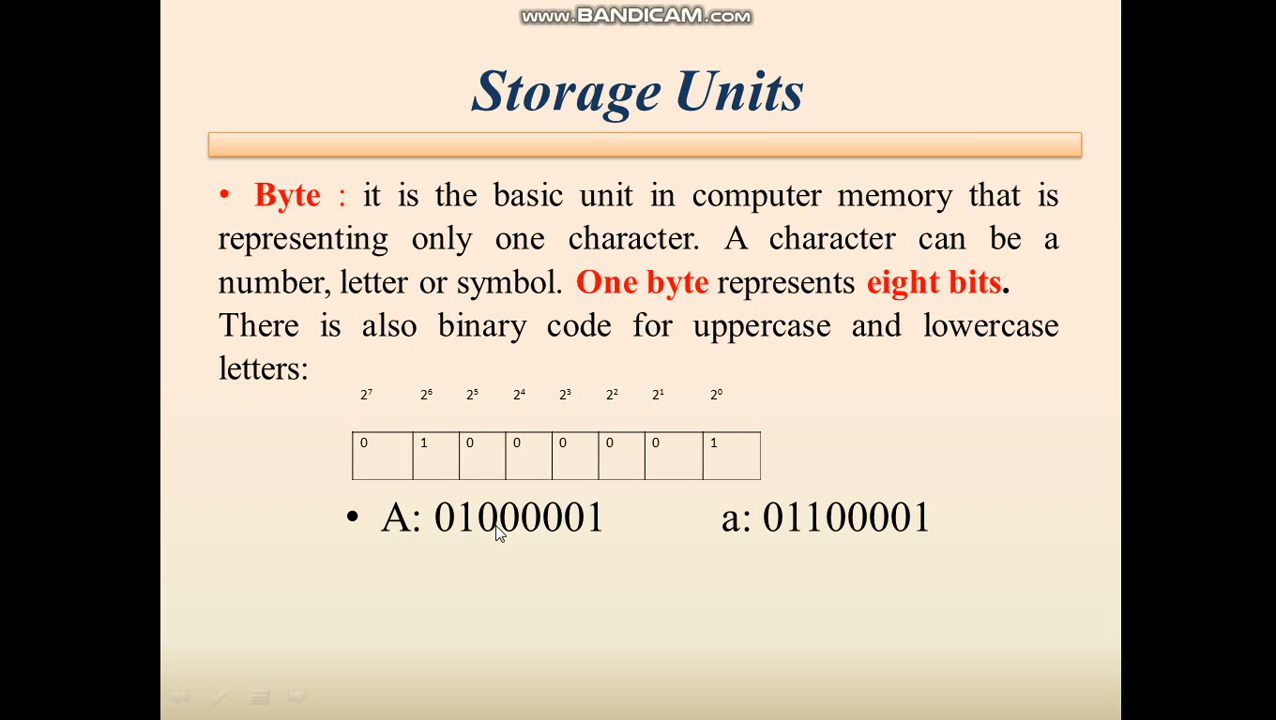 www.BANDICAM.com
Storage Units
• Byte : it is the basic unit in computer memory that is
representing only one character. A character can be a
number, letter or symbol. One byte represents eight bits.
There is also binary code for uppercase and lowercase
letters:
2⁷ 2⁶ 2⁵ 2⁴ 2³ 2² 2¹ 2⁰
0 1 0 0 0 0 0 1
• A: 01000001 a: 01100001